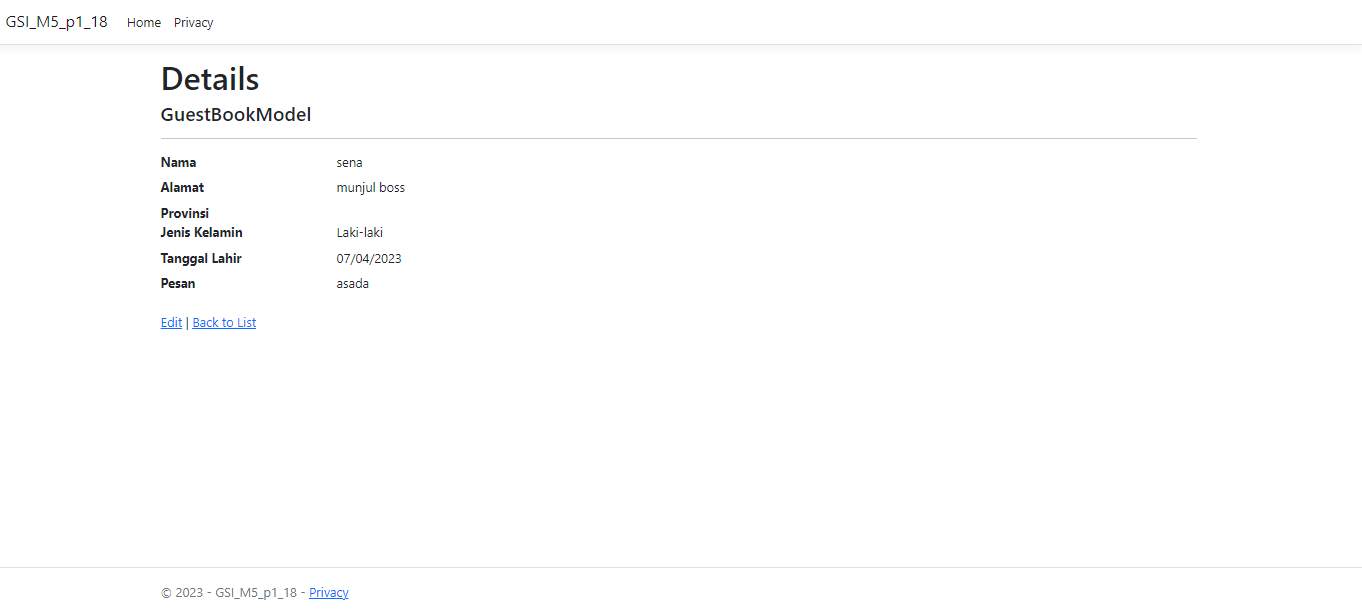 GSI_M5_p1_18 Home Privacy
Details
GuestBookModel
Nama sena
Alamat munjul boss
Provinsi
Jenis Kelamin Laki-laki
Tanggal Lahir 07/04/2023
Pesan asada
Edit | Back to List
© 2023 - GSI_M5_p1_18 - Privacy